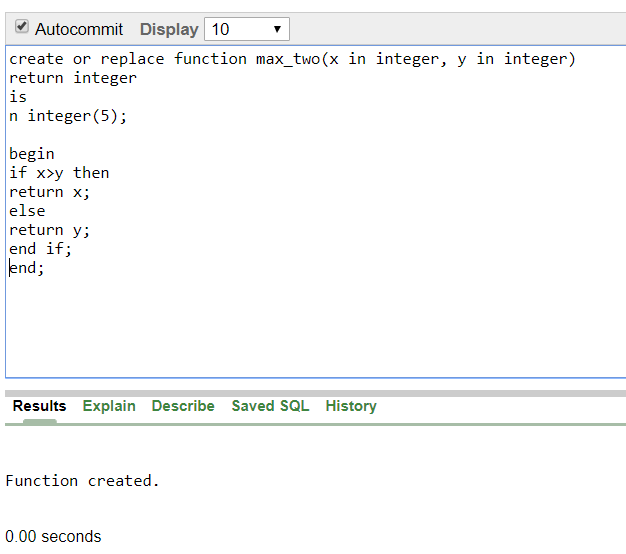 Autocommit Display 10
create or replace function max_two(x in integer, y in integer)
return integer
is
n integer(5);
begin
if x>y then
return x;
else
return y;
end if;
end;
Results Explain Describe Saved SQL History
Function created.
0.00 seconds